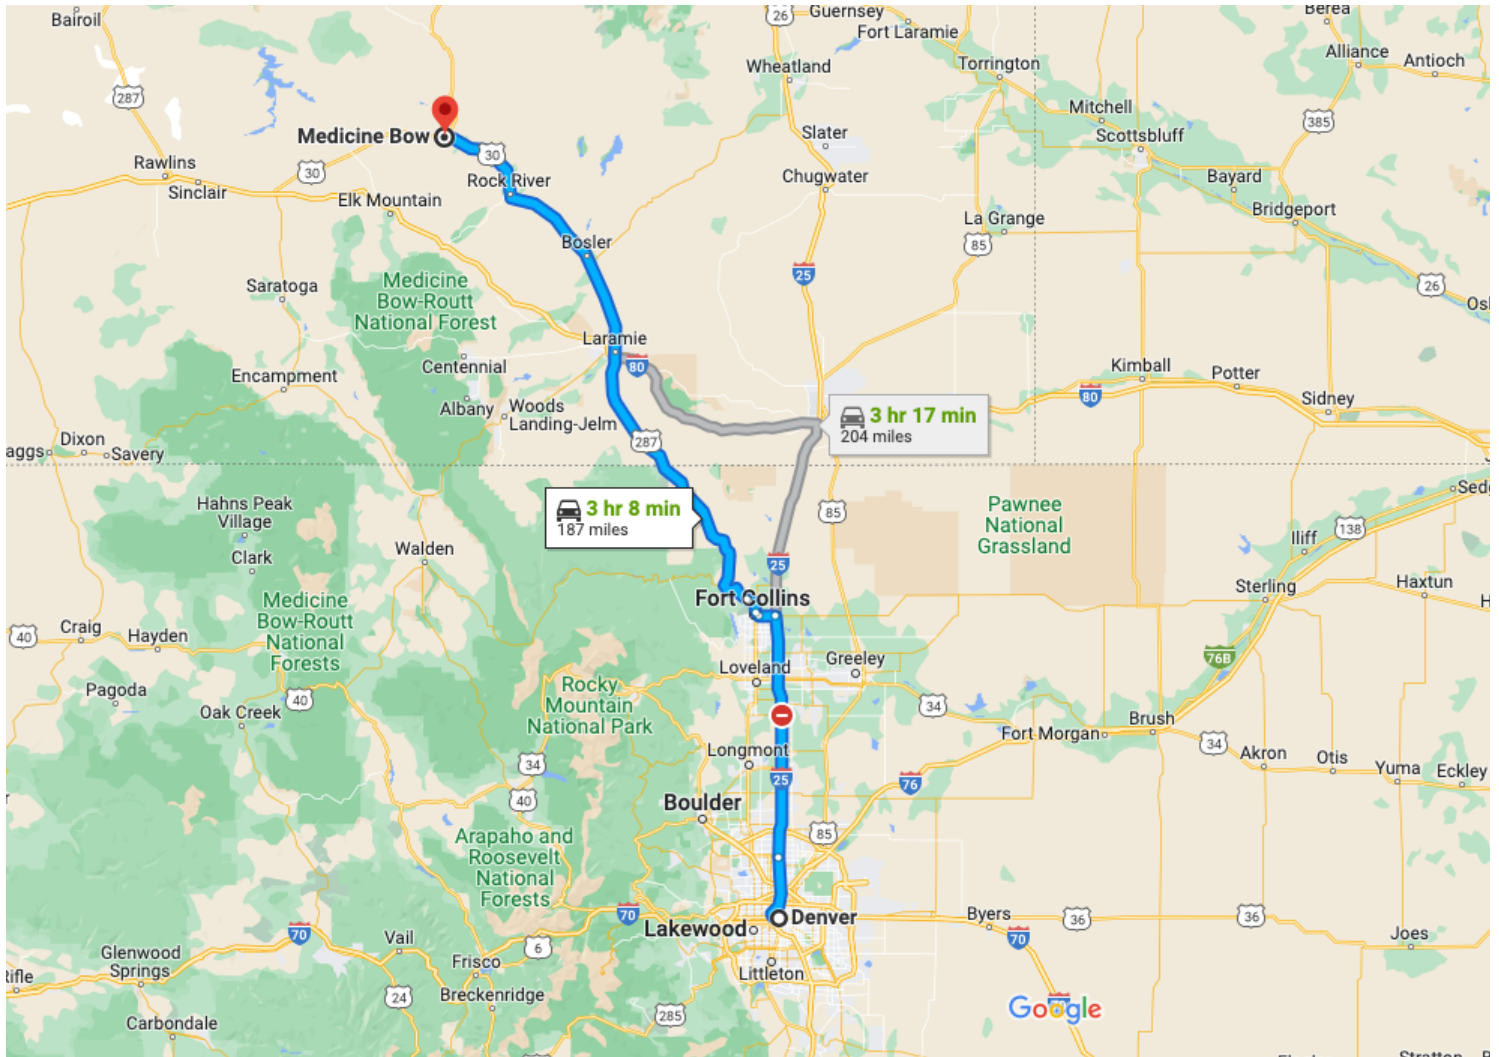 Bairoil
26
Guernsey
Fort Laramie
Berea
Alliance
Antioch
287
Wheatland
Torrington
Mitchell
385
Medicine Bow
30
Slater
Scottsbluff
Rawlins
Sinclair
30
Rock River
Chugwater
Bayard
Elk Mountain
La Grange
Bridgeport
85
Bosler
25
26
Saratoga
Medicine
Bow-Routt
National Forest
Laramie
80
Centennial
Encampment
Kimball
Potter
80
Sidney
Albany
Woods
Landing-Jelm
3 hr 17 min
204 miles
287
Dixon
aggs
Savery
Hahns Peak
Village
3 hr 8 min
187 miles
85
Pawnee
National
Grassland
138
Iliff
Clark
Walden
25
Sterling
Haxtun
Medicine
Bow-Routt
National
Forests
Fort Collins
40
Craig
Hayden
Loveland
Greeley
76B
Pagoda
40
Oak Creek
Rocky
Mountain
National Park
34
Fort Morgan
Brush
34
Longmont
Akron
Otis
Yuma
Eckley
34
25
76
40
Boulder
85
Arapaho and
Roosevelt
National
Forests
70
Lakewood
Denver
Byers
36
36
70
Vail
6
70
Joes
Glenwood
Springs
Frisco
Littleton
24
Breckenridge
285
Google
Carbondale